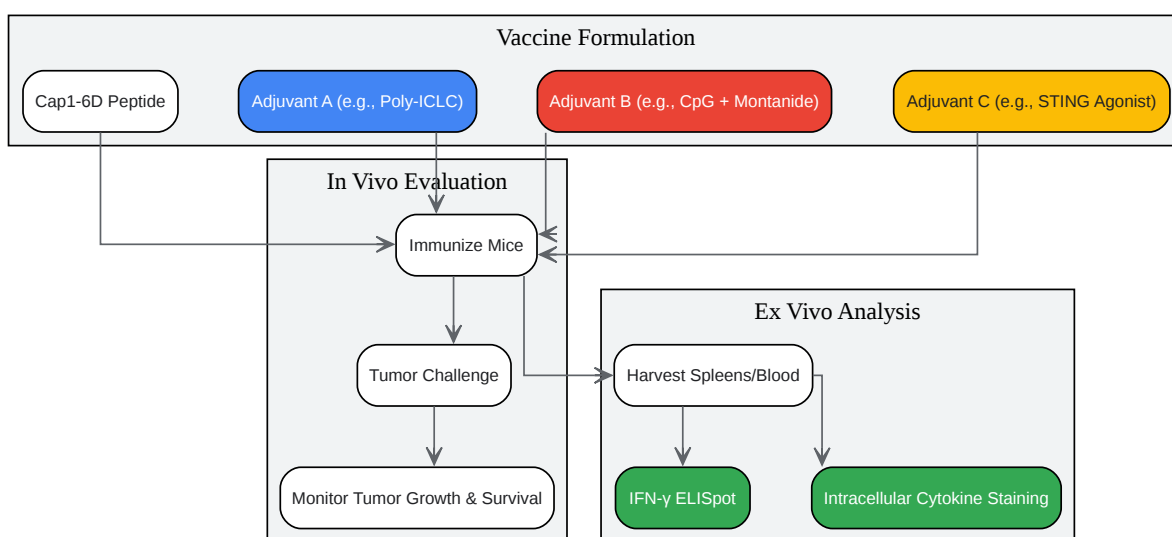 Vaccine Formulation
Cap1-6D Peptide
Adjuvant A (e.g., Poly-ICLC)
Adjuvant B (e.g., CpG + Montanide)
Adjuvant C (e.g., STING Agonist)
In Vivo Evaluation
Immunize Mice
Tumor Challenge
Monitor Tumor Growth & Survival
Ex Vivo Analysis
Harvest Spleens/Blood
IFN-γ ELISpot
Intracellular Cytokine Staining